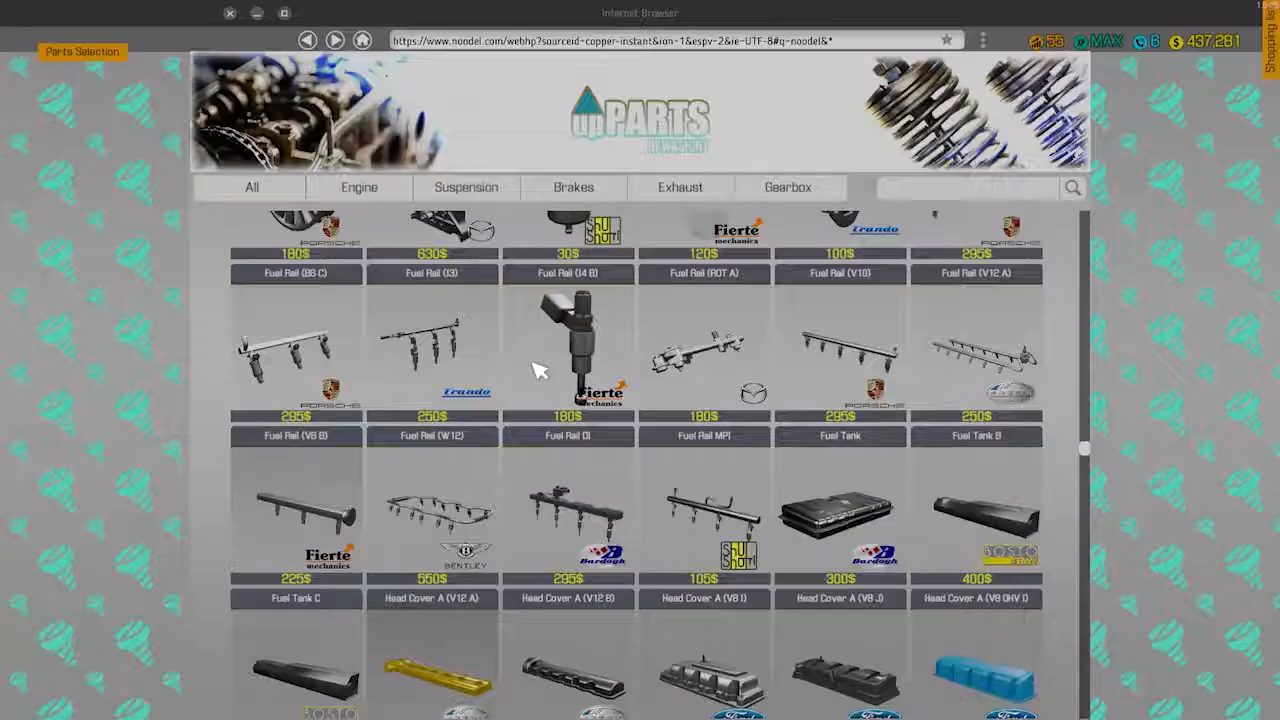 Internet Browser
Parts Selection
https://www.noodel.com/webhp?sourceid-copper-instant&ion-1&espv-2&ie-UTF-8#q-noodel&*
55 MAX 6 $ 437,281
Shopping list
upPARTS
All Engine Suspension Brakes Exhaust Gearbox
PORSCHE Fierte mechanics Trando PORSCHE
180$ 630$ 30$ 120$ 100$ 295$
Fuel Rail (B6 C) Fuel Rail (I3) Fuel Rail (I4 B) Fuel Rail (ROT A) Fuel Rail (V10) Fuel Rail (V12 A)
PORSCHE Trando Fierte mechanics PORSCHE
295$ 250$ 180$ 180$ 295$ 250$
Fuel Rail (V8 B) Fuel Rail (W12) Fuel Rail DI Fuel Rail MPI Fuel Tank Fuel Tank B
Fierte mechanics BENTLEY Bardogh SHUT SHUM Bardogh BOSTO
225$ 550$ 295$ 105$ 300$ 400$
Fuel Tank C Head Cover A (V12 A) Head Cover A (V12 B) Head Cover A (V8 I) Head Cover A (V8 J) Head Cover A (V8 OHV I)
BOSTO